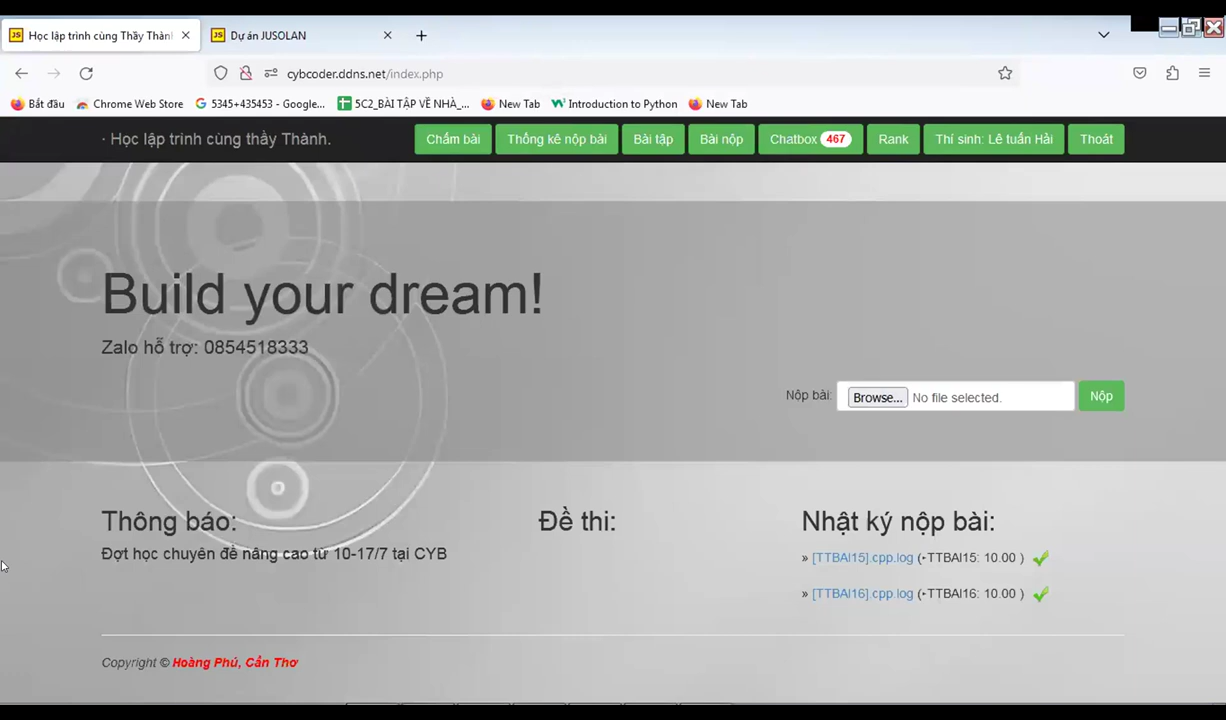 Học lập trình cùng Thầy Thành
Dự án JUSOLAN
cybcoder.ddns.net/index.php
Bắt đầu
Chrome Web Store
5345+435453 - Google...
5C2_BÀI TẬP VỀ NHÀ_...
New Tab
Introduction to Python
New Tab
· Học lập trình cùng thầy Thành.
Chấm bài
Thống kê nộp bài
Bài tập
Bài nộp
Chatbox 467
Rank
Thí sinh: Lê tuấn Hải
Thoát
Build your dream!
Zalo hỗ trợ: 0854518333
Nộp bài: Browse... No file selected. Nộp
Thông báo:
Đợt học chuyên đề nâng cao từ 10-17/7 tại CYB
Đề thi:
Nhật ký nộp bài:
» [TTBAI15].cpp.log (‣TTBAI15: 10.00 )
» [TTBAI16].cpp.log (‣TTBAI16: 10.00 )
Copyright © Hoàng Phú, Cần Thơ